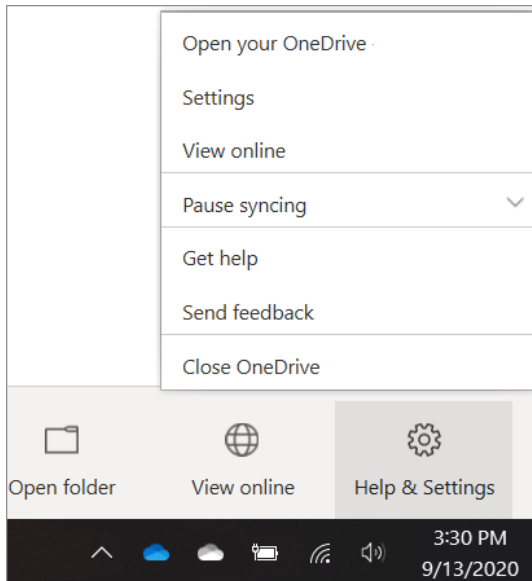 Open your OneDrive
Settings
View online
Pause syncing
Get help
Send feedback
Close OneDrive
Open folder
View online
Help & Settings
3:30 PM
9/13/2020